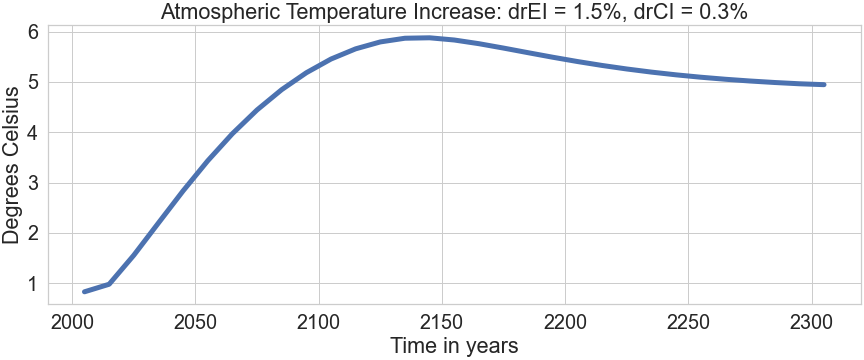 Atmospheric Temperature Increase: drEI = 1.5%, drCI = 0.3%
Degrees Celsius
6
5
4
3
2
1
2000 2050 2100 2150 2200 2250 2300
Time in years